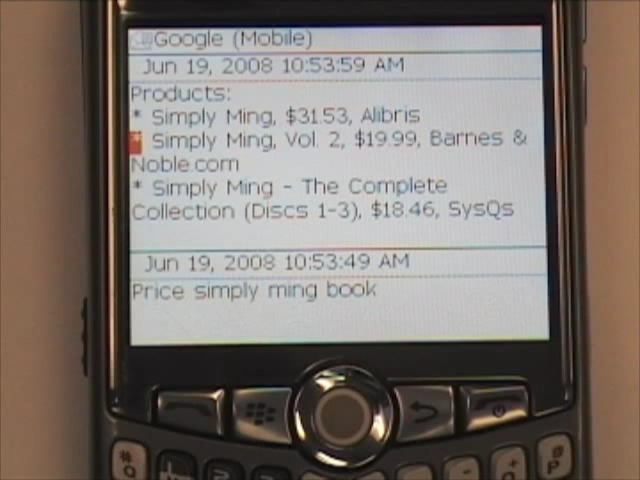 Google (Mobile)
Jun 19, 2008 10:53:59 AM
Products:
* Simply Ming, $31.53, Alibris
* Simply Ming, Vol. 2, $19.99, Barnes &
Noble.com
* Simply Ming - The Complete
Collection (Discs 1-3), $18.46, SysQs
Jun 19, 2008 10:53:49 AM
Price simply ming book
#
Q
@
P